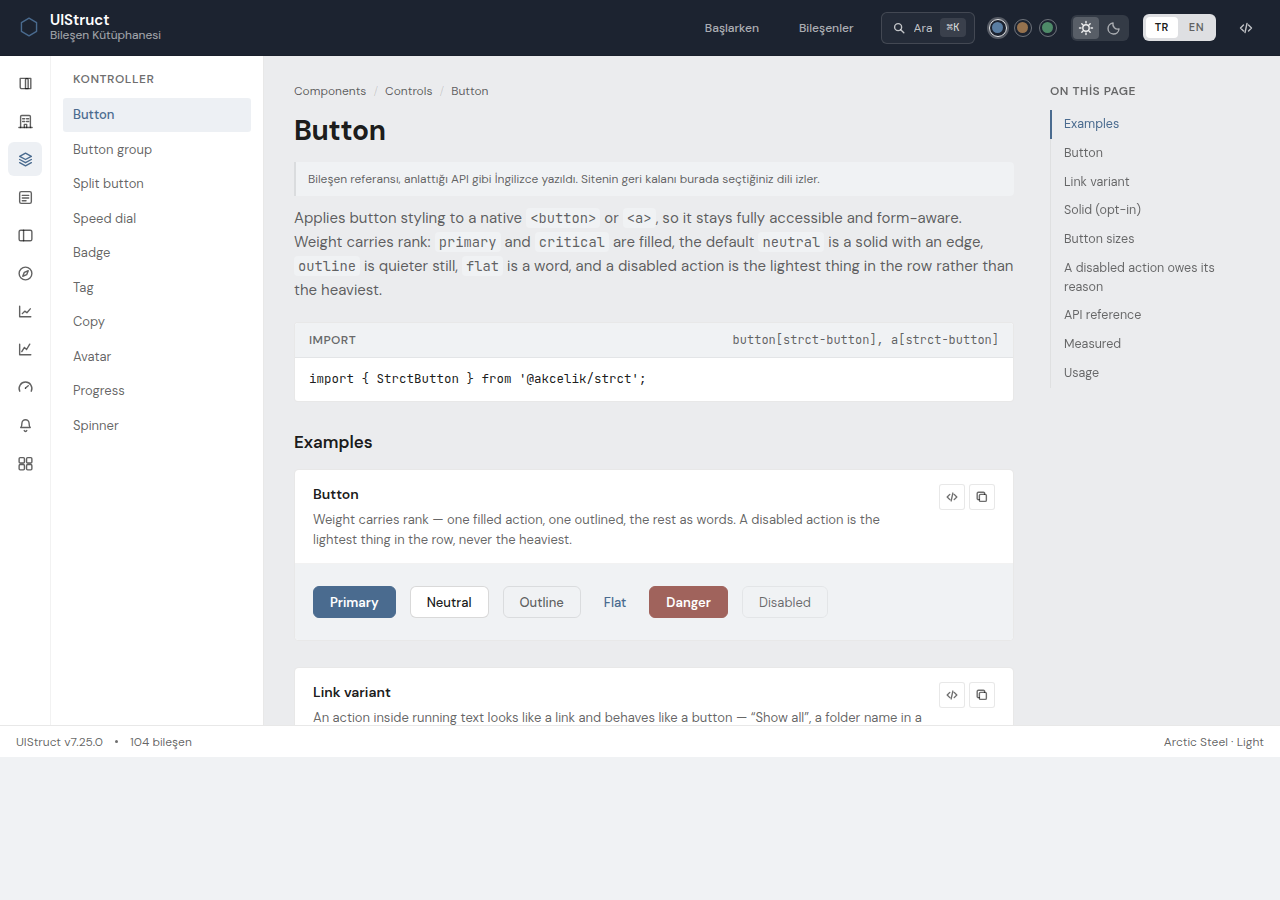 UIStruct
Bileşen Kütüphanesi
Başlarken
Bileşenler
Ara ⌘K
TR EN
KONTROLLER
Button
Button group
Split button
Speed dial
Badge
Tag
Copy
Avatar
Progress
Spinner
Components / Controls / Button
Button
Bileşen referansı, anlattığı API gibi İngilizce yazıldı. Sitenin geri kalanı burada seçtiğiniz dili izler.
Applies button styling to a native <button> or <a>, so it stays fully accessible and form-aware.
Weight carries rank: primary and critical are filled, the default neutral is a solid with an edge,
outline is quieter still, flat is a word, and a disabled action is the lightest thing in the row rather than
the heaviest.
IMPORT button[strct-button], a[strct-button]
import { StrctButton } from '@akcelik/strct';
Examples
Button
Weight carries rank — one filled action, one outlined, the rest as words. A disabled action is the
lightest thing in the row, never the heaviest.
Primary Neutral Outline Flat Danger Disabled
Link variant
An action inside running text looks like a link and behaves like a button — “Show all”, a folder name in a
ON THİS PAGE
Examples
Button
Link variant
Solid (opt-in)
Button sizes
A disabled action owes its
reason
API reference
Measured
Usage
UIStruct v7.25.0 • 104 bileşen
Arctic Steel · Light